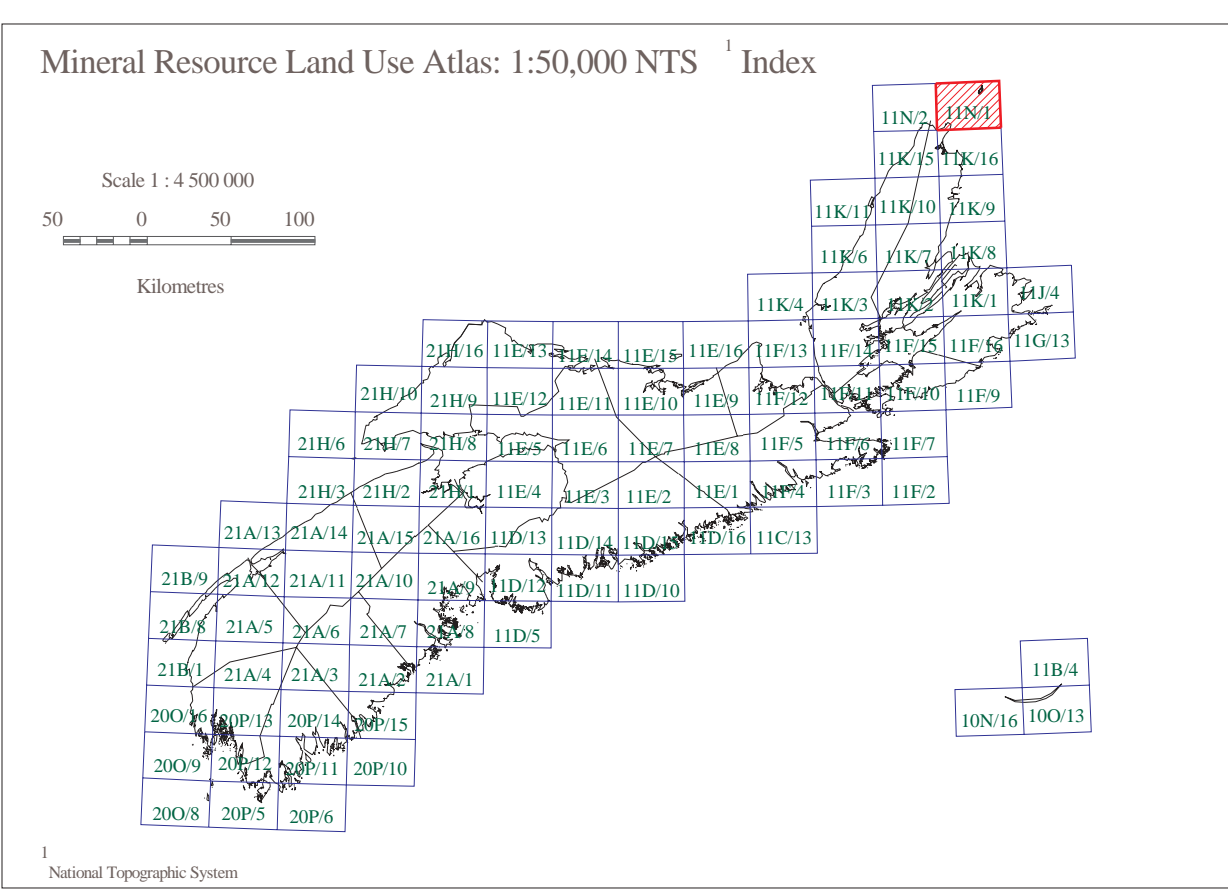 Mineral Resource Land Use Atlas: 1:50,000 NTS 1 Index
11N/2 11N/1
11K/15 11K/16
Scale 1 : 4 500 000
50 0 50 100
Kilometres
11K/11 11K/10 11K/9
11K/6 11K/7 11K/8
11K/4 11K/3 11K/2 11K/1 11J/4
21H/16 11E/13 11E/14 11E/15 11E/16 11F/13 11F/14 11F/15 11F/16 11G/13
21H/10 21H/9 11E/12 11E/11 11E/10 11E/9 11F/12 11F/11 11F/10 11F/9
21H/6 21H/7 21H/8 11E/5 11E/6 11E/7 11E/8 11F/5 11F/6 11F/7
21H/3 21H/2 21H/1 11E/4 11E/3 11E/2 11E/1 11F/4 11F/3 11F/2
21A/13 21A/14 21A/15 21A/16 11D/13 11D/14 11D/15 11D/16 11C/13
21B/9 21A/12 21A/11 21A/10 21A/9 11D/12 11D/11 11D/10
21B/8 21A/5 21A/6 21A/7 21A/8 11D/5
21B/1 21A/4 21A/3 21A/2 21A/1 11B/4
20O/16 20P/13 20P/14 20P/15 10N/16 10O/13
20O/9 20P/12 20P/11 20P/10
20O/8 20P/5 20P/6
1
National Topographic System